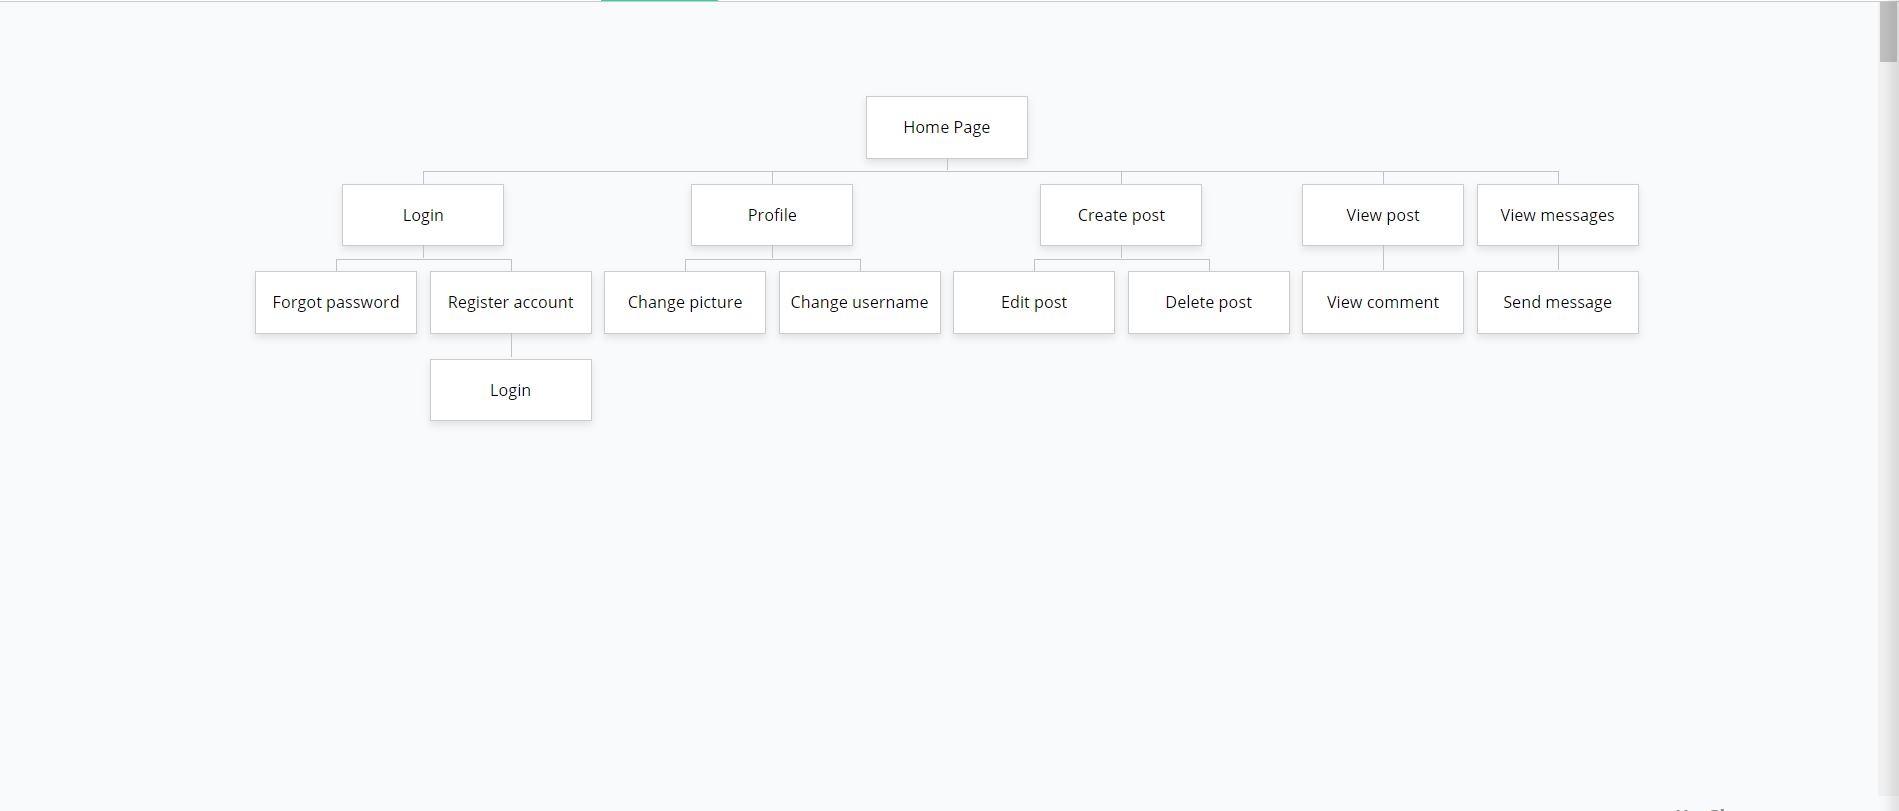 Home Page
Login
Profile
Create post
View post
View messages
Forgot password
Register account
Change picture
Change username
Edit post
Delete post
View comment
Send message
Login